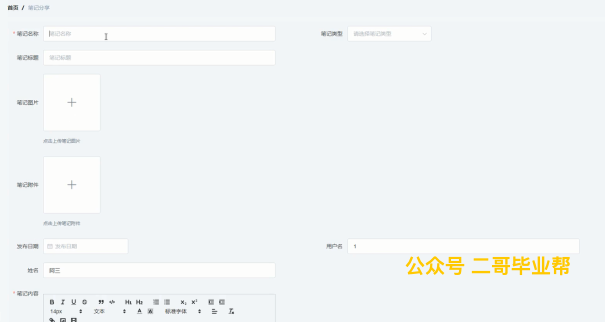 首页 / 笔记分享
* 笔记名称 笔记名称 笔记类型 请选择笔记类型
笔记标题 笔记标题
笔记图片
点击上传笔记图片
笔记附件
点击上传笔记附件
发布日期 发布日期 用户名 1
公众号 二哥毕业帮
姓名 阿三
* 笔记内容
B I U S " </> H1 H2 x₂ x²
14px 文本 A 标准字体